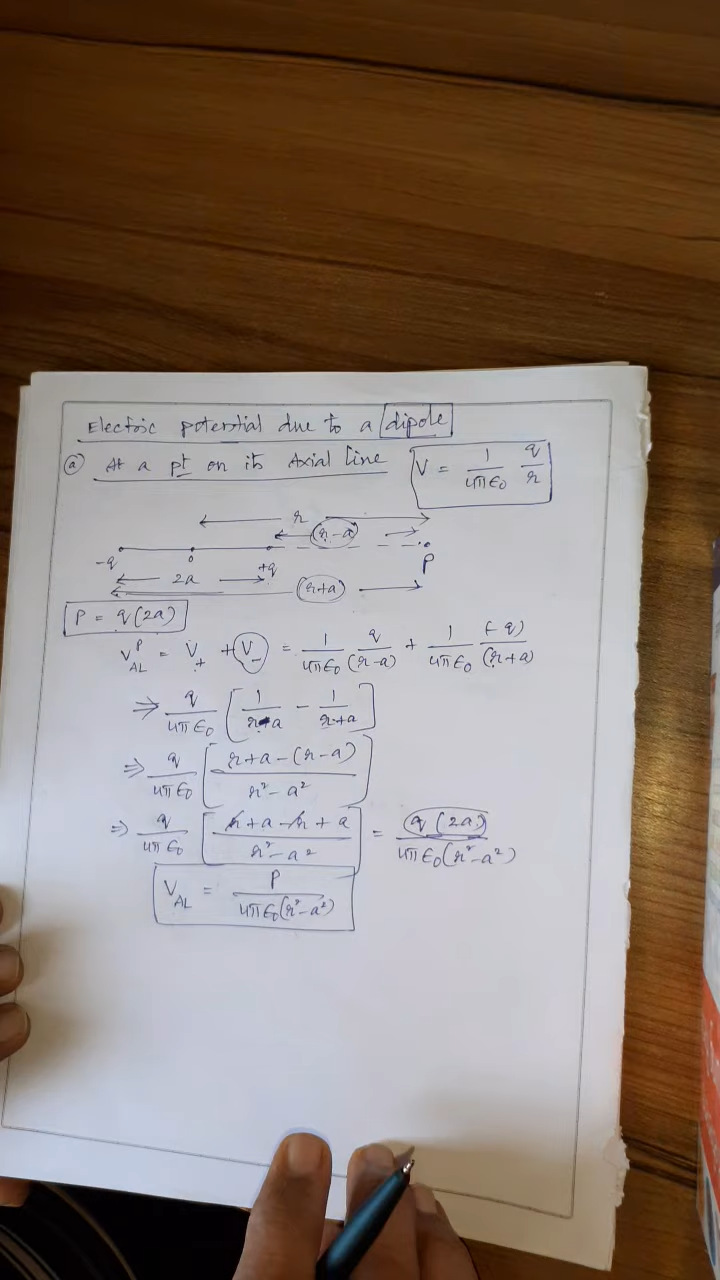 Electric potential due to a dipole
(a) At a pt on its Axial line V = 1/4πϵ₀ q/r
r
(r-a)
-q o +q P
2a (r+a)
P = q(2a)
V^P_AL = V₊ + V₋ = 1/4πϵ₀ q/(r-a) + 1/4πϵ₀ (-q)/(r+a)
⇒ q/4πϵ₀ [1/r-a - 1/r+a]
⇒ q/4πϵ₀ [r+a-(r-a)/r²-a²]
⇒ q/4πϵ₀ [r+a-r+a/r²-a²] = q(2a)/4πϵ₀(r²-a²)
V_AL = P/4πϵ₀(r²-a²)